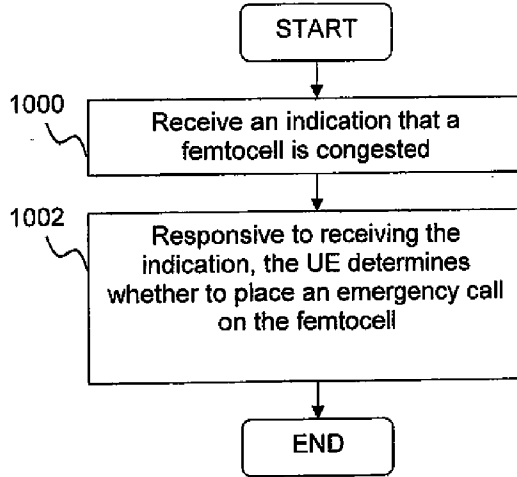 START
1000
Receive an indication that a
femtocell is congested
1002
Responsive to receiving the
indication, the UE determines
whether to place an emergency call
on the femtocell
END